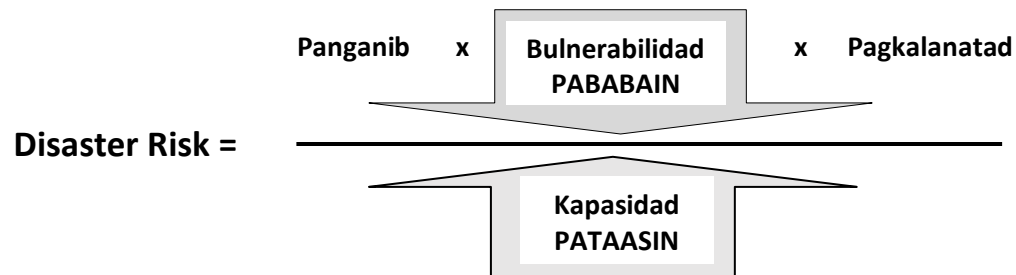 Panganib x Bulnerabilidad x Pagkalanatad
PABABAIN
Disaster Risk =
Kapasidad
PATAASIN